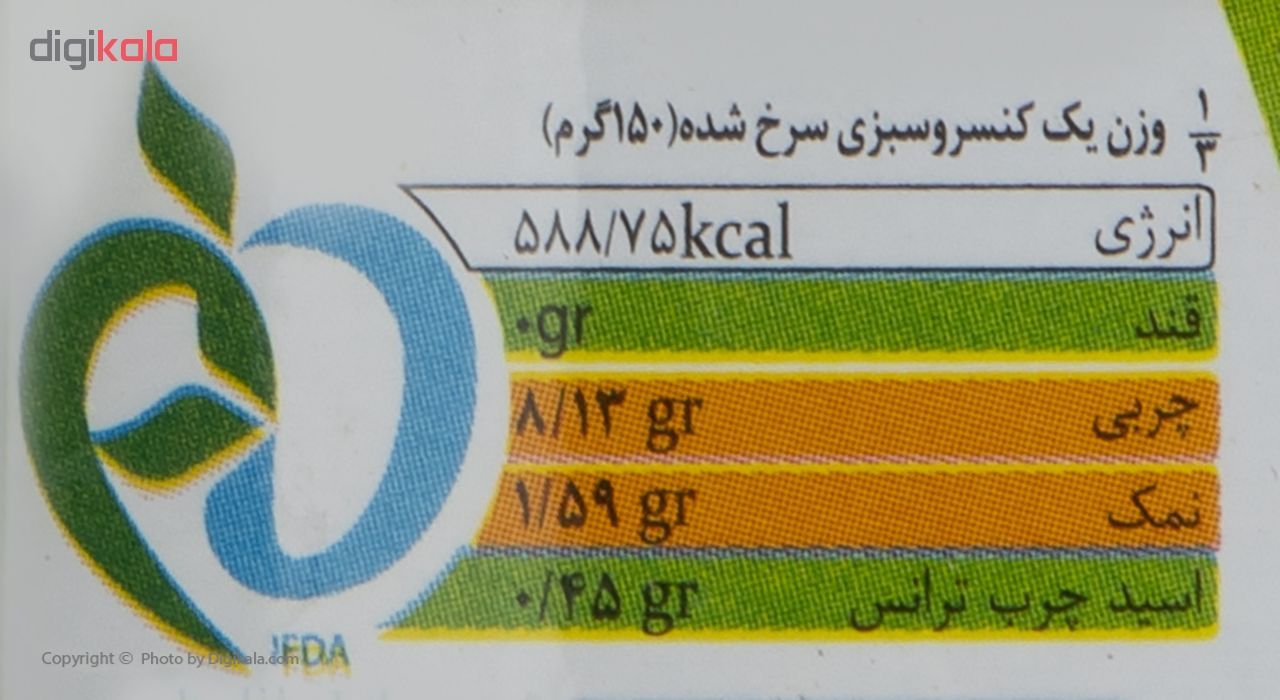 digikala
۱/۳ وزن یک کنسروسبزی سرخ شده(۱۵۰گرم)
انرژی ۵۸۸/۷۵kcal
قند ۰gr
چربی ۸/۱۳ gr
نمک ۱/۵۹ gr
اسید چرب ترانس ۰/۴۵ gr
IFDA
Copyright © Photo by Digikala.com